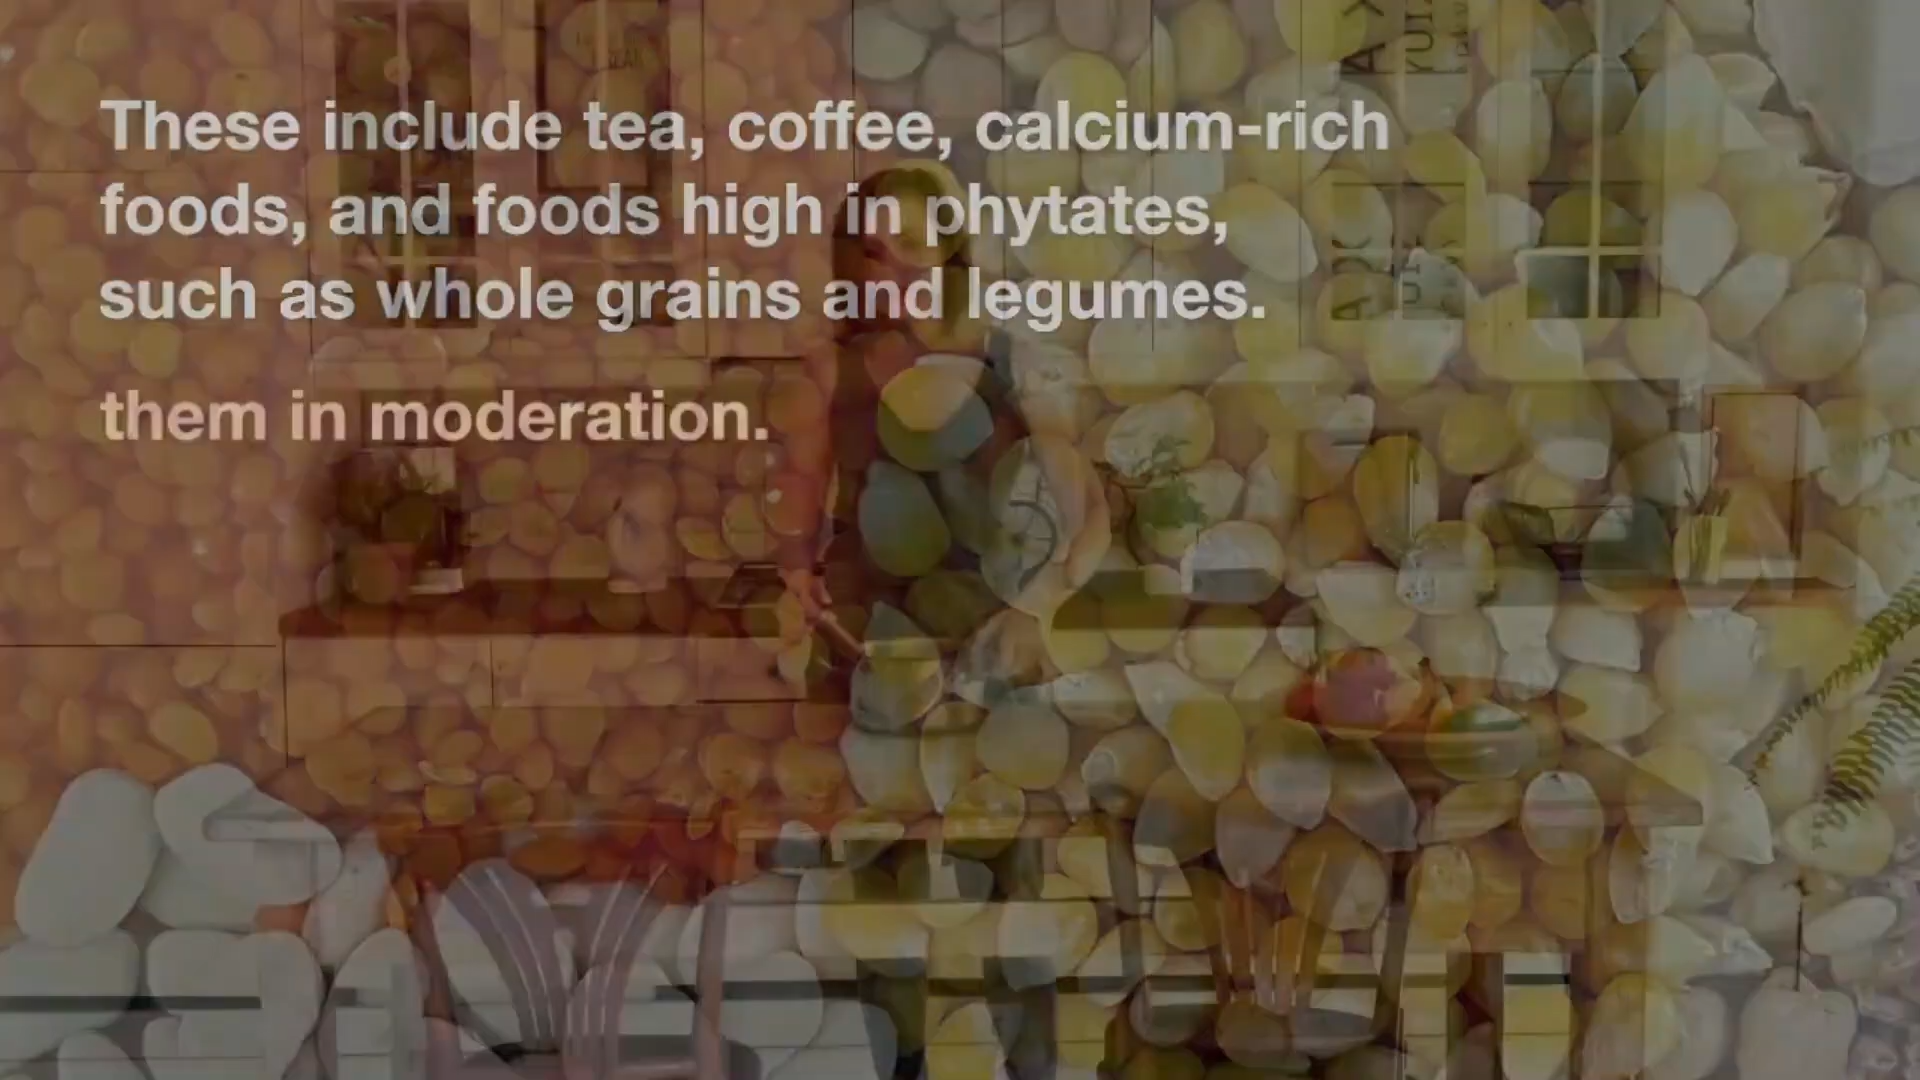 These include tea, coffee, calcium-rich
foods, and foods high in phytates,
such as whole grains and legumes.
them in moderation.